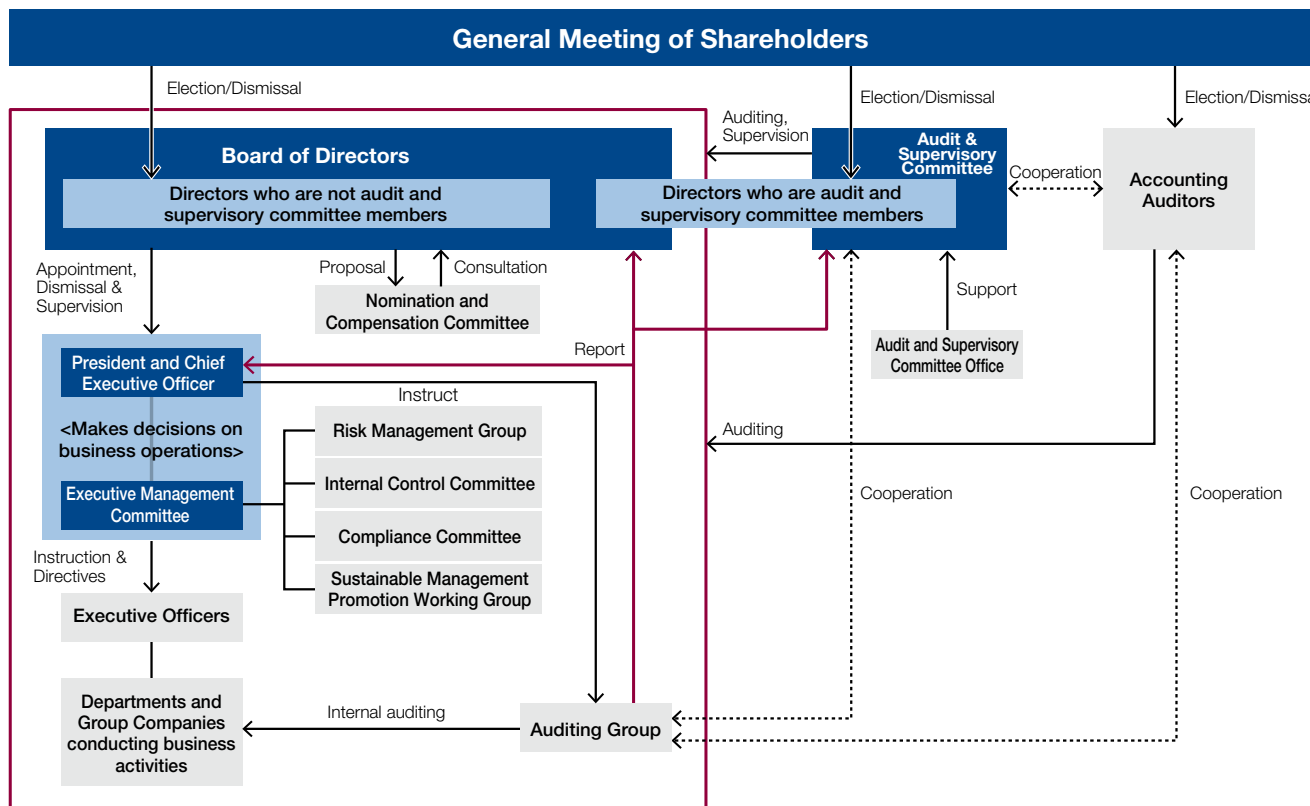 General Meeting of Shareholders
Election/Dismissal
Election/Dismissal
Election/Dismissal
Auditing,
Supervision
Board of Directors
Audit &
Supervisory
Committee
Cooperation
Accounting
Auditors
Directors who are not audit and
supervisory committee members
Directors who are audit and
supervisory committee members
Appointment,
Dismissal &
Supervision
Proposal
Consultation
Nomination and
Compensation Committee
Support
Audit and Supervisory
Committee Office
President and Chief
Executive Officer
Report
Instruct
<Makes decisions on
business operations>
Risk Management Group
Auditing
Internal Control Committee
Cooperation
Cooperation
Executive Management
Committee
Compliance Committee
Instruction &
Directives
Sustainable Management
Promotion Working Group
Executive Officers
Departments and
Group Companies
conducting business
activities
Internal auditing
Auditing Group